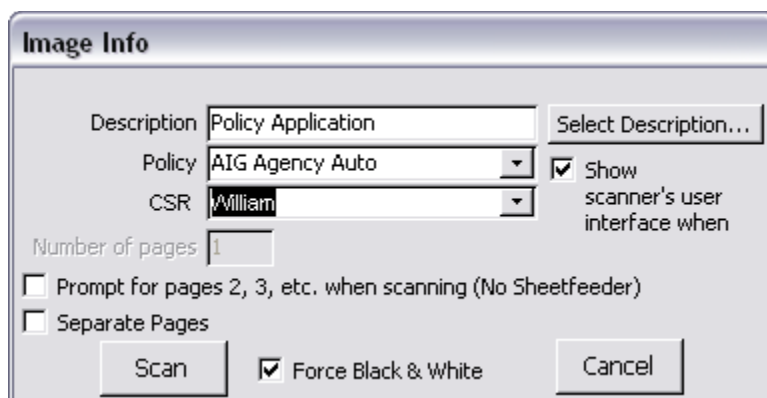 Image Info
Description Policy Application Select Description...
Policy AIG Agency Auto Show
CSR William scanner's user
interface when
Number of pages 1
Prompt for pages 2, 3, etc. when scanning (No Sheetfeeder)
Separate Pages
Scan Force Black & White Cancel